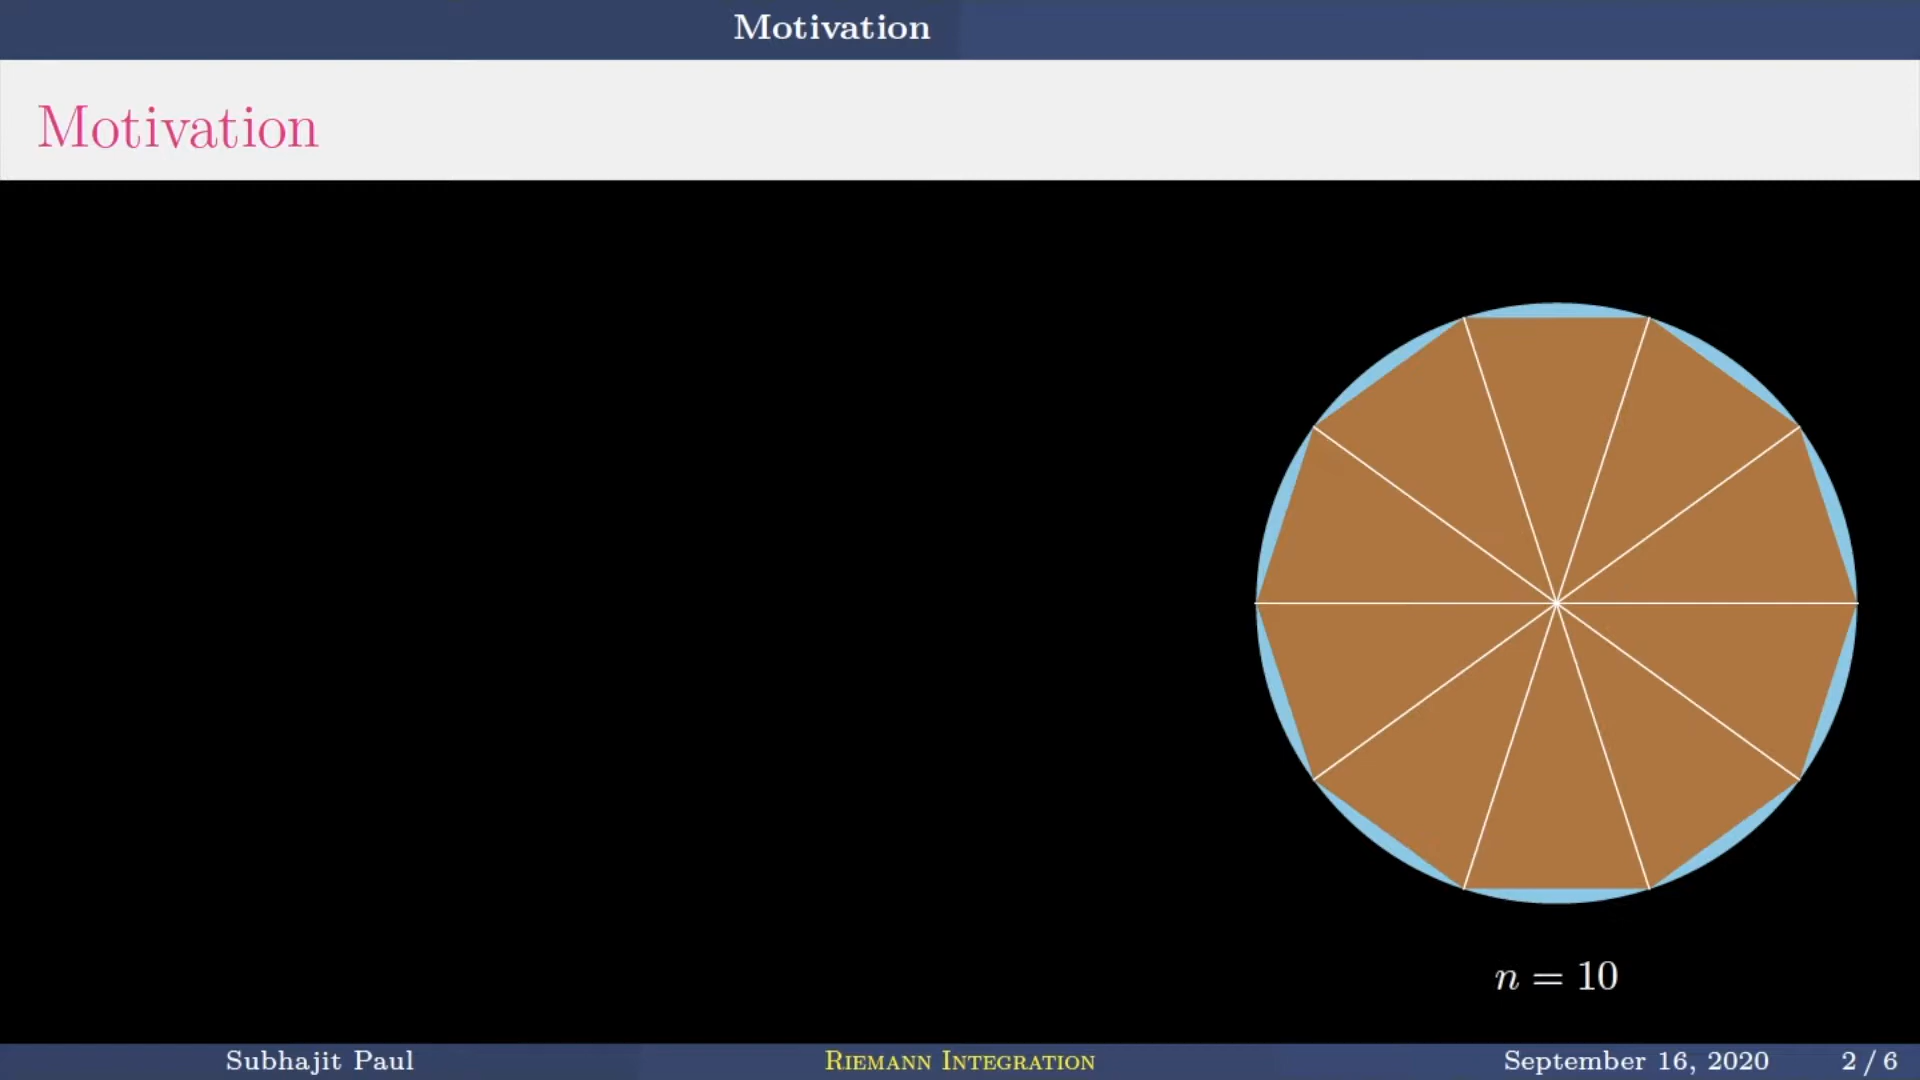 Motivation
Motivation
n = 10
Subhajit Paul
RIEMANN INTEGRATION
September 16, 2020
2 / 6